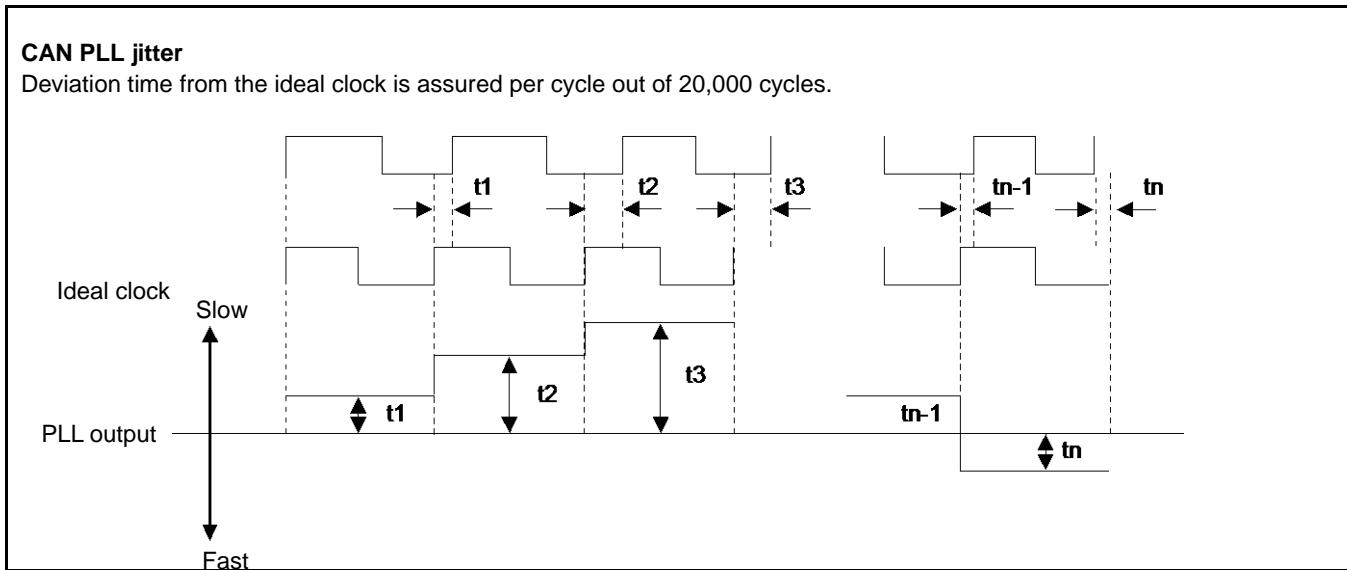 CAN PLL jitter
Deviation time from the ideal clock is assured per cycle out of 20,000 cycles.
t1
t2
t3
tn-1
tn
Ideal clock
Slow
t1
t2
t3
tn-1
tn
PLL output
Fast